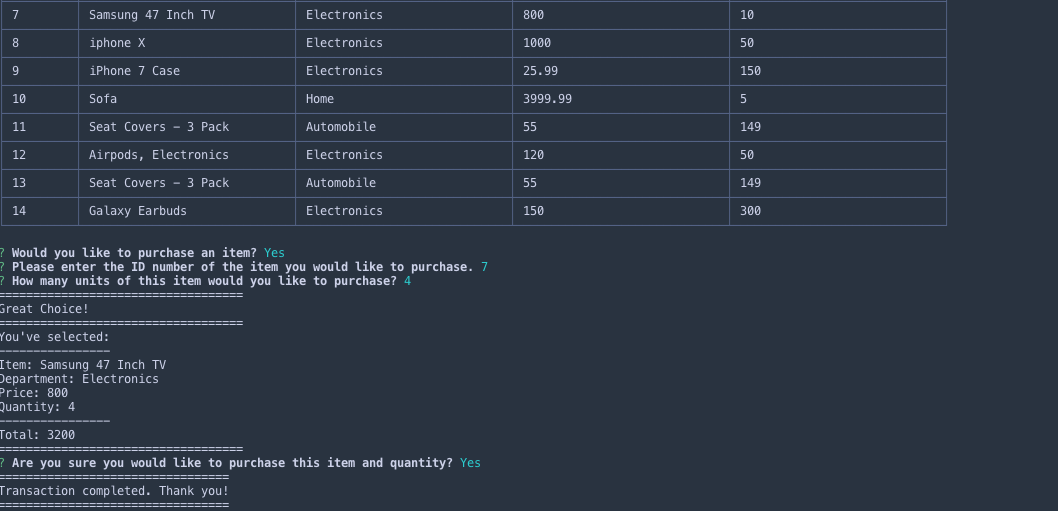 7 Samsung 47 Inch TV Electronics 800 10
8 iphone X Electronics 1000 50
9 iPhone 7 Case Electronics 25.99 150
10 Sofa Home 3999.99 5
11 Seat Covers – 3 Pack Automobile 55 149
12 Airpods, Electronics Electronics 120 50
13 Seat Covers – 3 Pack Automobile 55 149
14 Galaxy Earbuds Electronics 150 300
? Would you like to purchase an item? Yes
? Please enter the ID number of the item you would like to purchase. 7
? How many units of this item would you like to purchase? 4
===================================
Great Choice!
===================================
You've selected:
----------------
Item: Samsung 47 Inch TV
Department: Electronics
Price: 800
Quantity: 4
----------------
Total: 3200
===================================
? Are you sure you would like to purchase this item and quantity? Yes
=================================
Transaction completed. Thank you!
=================================